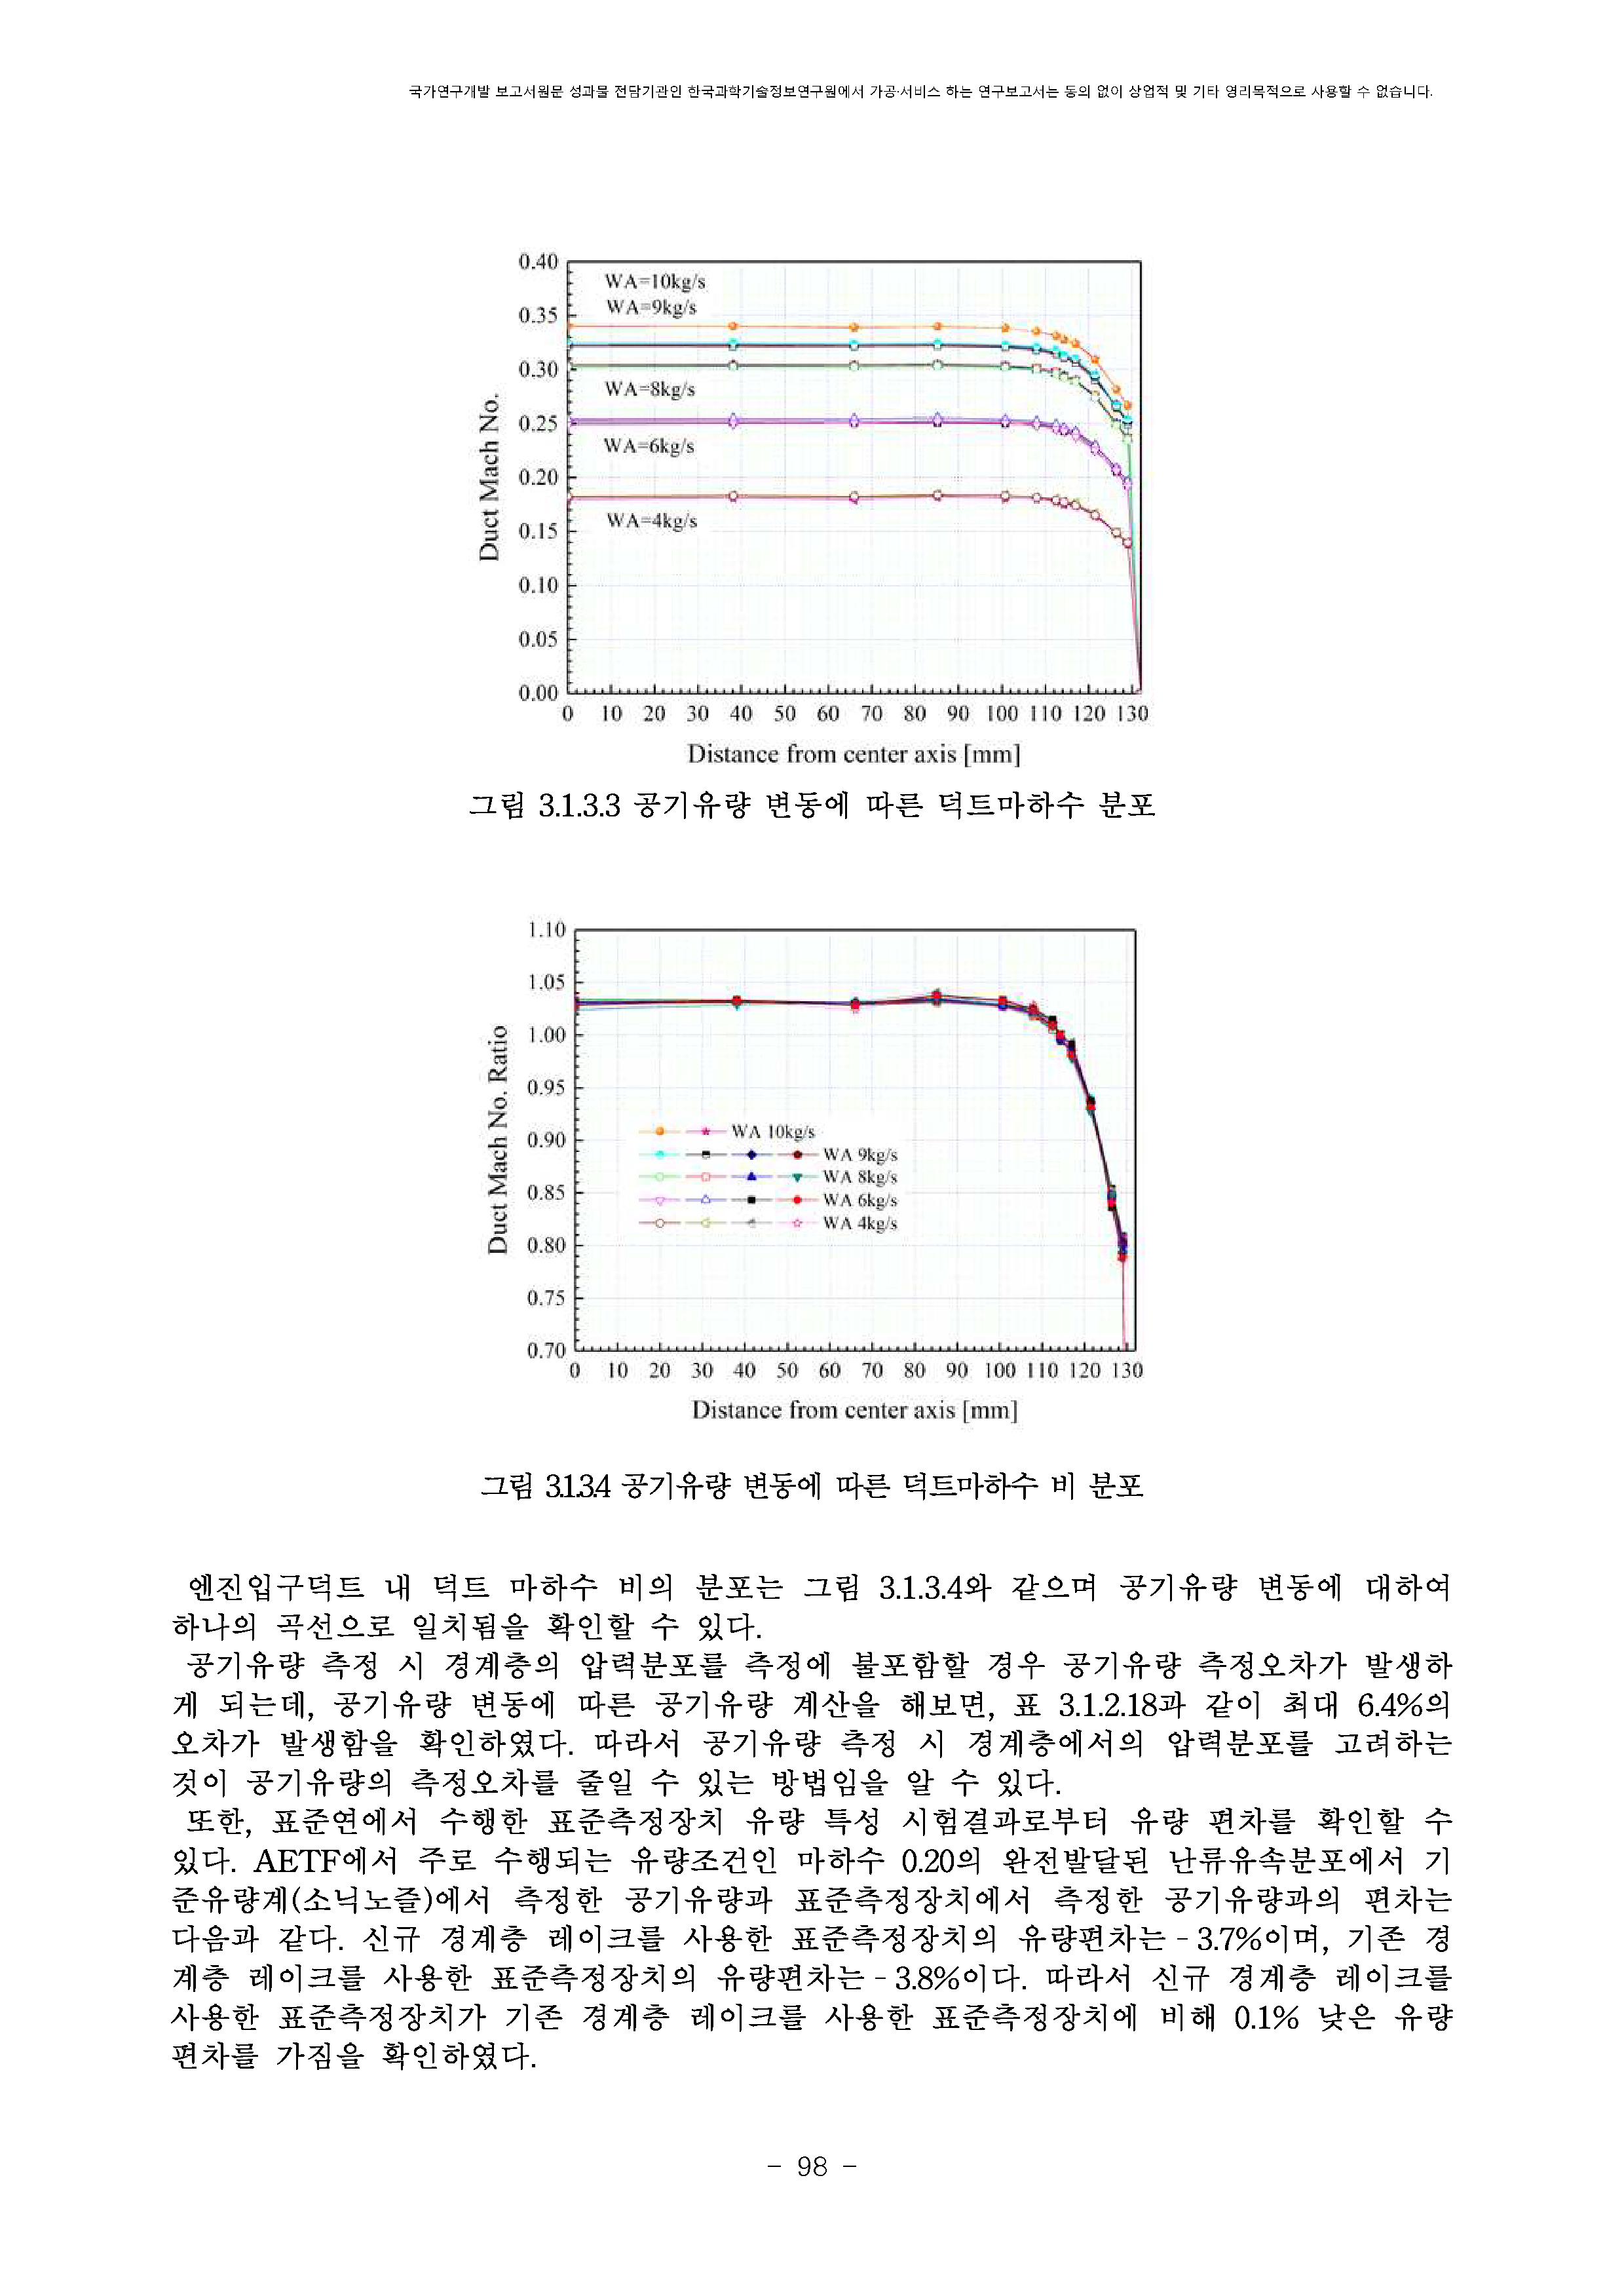 국가연구개발 보고서원문 성과물 전담기관인 한국과학기술정보연구원에서 가공·서비스 하는 연구보고서는 동의 없이 상업적 및 기타 영리목적으로 사용할 수 없습니다.
0.40
0.35
0.30
0.25
0.20
0.15
0.10
0.05
0.00
Duct Mach No.
WA=10kg/s
WA=9kg/s
WA=8kg/s
WA=6kg/s
WA=4kg/s
0 10 20 30 40 50 60 70 80 90 100 110 120 130
Distance from center axis [mm]
그림 3.1.3.3 공기유량 변동에 따른 덕트마하수 분포
1.10
1.05
1.00
0.95
0.90
0.85
0.80
0.75
0.70
Duct Mach No. Ratio
WA 10kg/s
WA 9kg/s
WA 8kg/s
WA 6kg/s
WA 4kg/s
0 10 20 30 40 50 60 70 80 90 100 110 120 130
Distance from center axis [mm]
그림 3.1.3.4 공기유량 변동에 따른 덕트마하수 비 분포
엔진입구덕트 내 덕트 마하수 비의 분포는 그림 3.1.3.4와 같으며 공기유량 변동에 대하여
하나의 곡선으로 일치됨을 확인할 수 있다.
공기유량 측정 시 경계층의 압력분포를 측정에 불포함할 경우 공기유량 측정오차가 발생하
게 되는데, 공기유량 변동에 따른 공기유량 계산을 해보면, 표 3.1.2.18과 같이 최대 6.4%의
오차가 발생함을 확인하였다. 따라서 공기유량 측정 시 경계층에서의 압력분포를 고려하는
것이 공기유량의 측정오차를 줄일 수 있는 방법임을 알 수 있다.
또한, 표준연에서 수행한 표준측정장치 유량 특성 시험결과로부터 유량 편차를 확인할 수
있다. AETF에서 주로 수행되는 유량조건인 마하수 0.20의 완전발달된 난류유속분포에서 기
준유량계(소닉노즐)에서 측정한 공기유량과 표준측정장치에서 측정한 공기유량과의 편차는
다음과 같다. 신규 경계층 레이크를 사용한 표준측정장치의 유량편차는 - 3.7%이며, 기존 경
계층 레이크를 사용한 표준측정장치의 유량편차는 - 3.8%이다. 따라서 신규 경계층 레이크를
사용한 표준측정장치가 기존 경계층 레이크를 사용한 표준측정장치에 비해 0.1% 낮은 유량
편차를 가짐을 확인하였다.
- 98 -